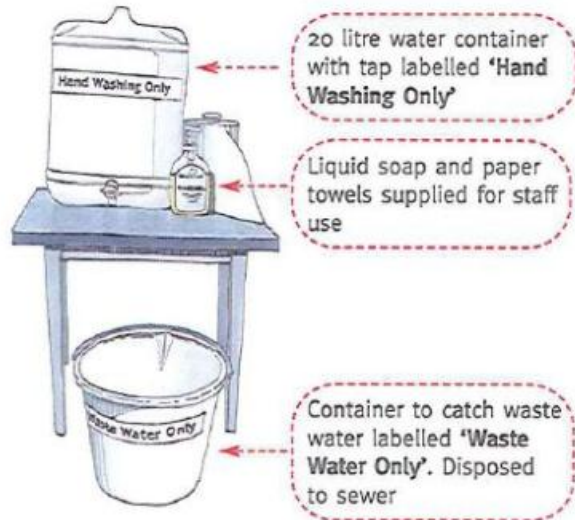 20 litre water container
with tap labelled ‘Hand
Washing Only’
Hand Washing Only
Liquid soap and paper
towels supplied for staff
use
Container to catch waste
water labelled ‘Waste
Water Only’. Disposed
to sewer
Waste Water Only